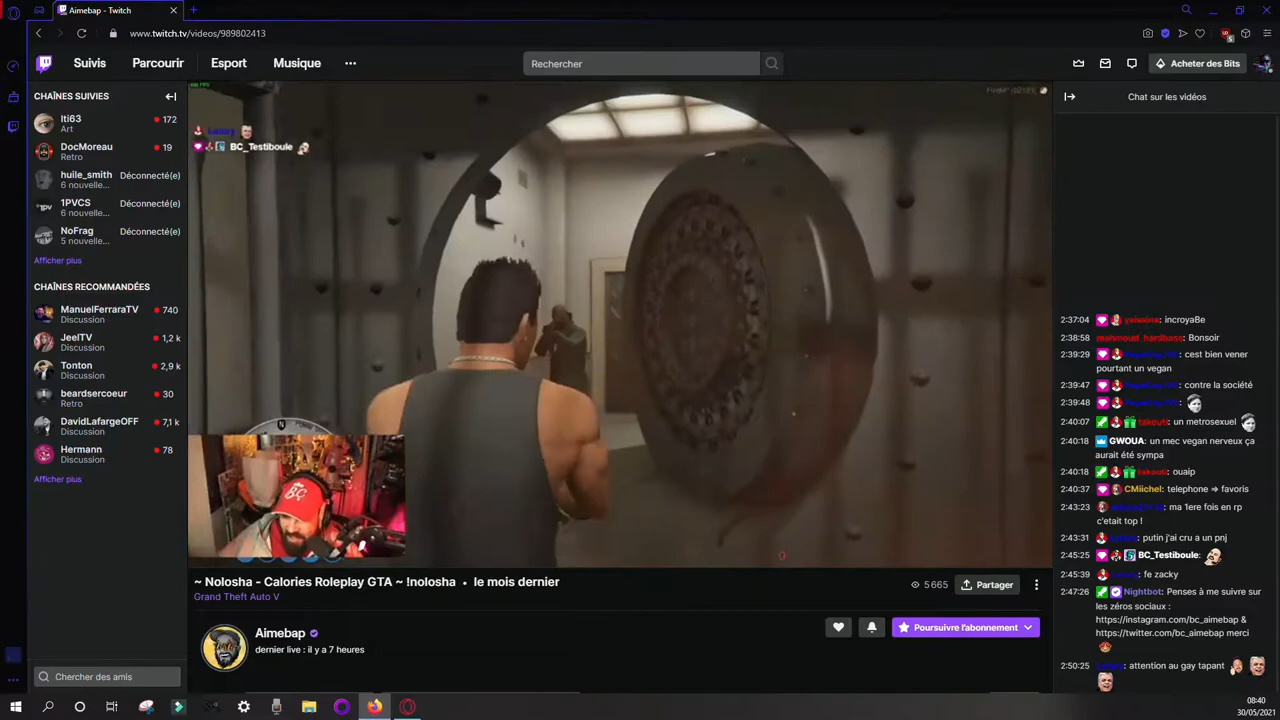 Aimebap - Twitch
www.twitch.tv/videos/989802413
Suivis
Parcourir
Esport
Musique
Rechercher
Acheter des Bits
CHAÎNES SUIVIES
Iti63
172
Art
DocMoreau
19
Retro
huile_smith
Déconnecté(e)
6 nouvelle...
1PVCS
Déconnecté(e)
6 nouvelle...
NoFrag
Déconnecté(e)
5 nouvelle...
Afficher plus
CHAÎNES RECOMMANDÉES
ManuelFerraraTV
740
Discussion
JeelTV
1,2 k
Discussion
Tonton
2,9 k
Discussion
beardsercoeur
30
Discussion
DavidLafargeOFF
7,1 k
Discussion
Hermann
78
Discussion
Afficher plus
Chercher des amis
BC_Testiboule
N
BC
0
~ Nolosha - Calories Roleplay GTA ~ !nolosha • le mois dernier
Grand Theft Auto V
5 665
Partager
Aimebap
dernier live : il y a 7 heures
Poursuivre l'abonnement
Chat sur les vidéos
2:37:04 : incroyaBe
2:38:58 mahmoud_hardbass: Bonsoir
2:39:29 : cest bien vener
pourtant un vegan
2:39:47 : contre la société
2:39:48 :
2:40:07 takouti: un metrosexuel
2:40:18 GWOUA: un mec vegan nerveux ça
aurait été sympa
2:40:18 takouti: ouaip
2:40:37 CMiichel: telephone => favoris
2:43:23 : ma 1ere fois en rp
c'etait top !
2:43:31 : putin j'ai cru a un pnj
2:45:25 BC_Testiboule:
2:45:39 : fe zacky
2:47:26 Nightbot: Penses à me suivre sur
les zéros sociaux :
https://instagram.com/bc_aimebap &
https://twitter.com/bc_aimebap merci
2:50:25 : attention au gay tapant
08:40
30/05/2021